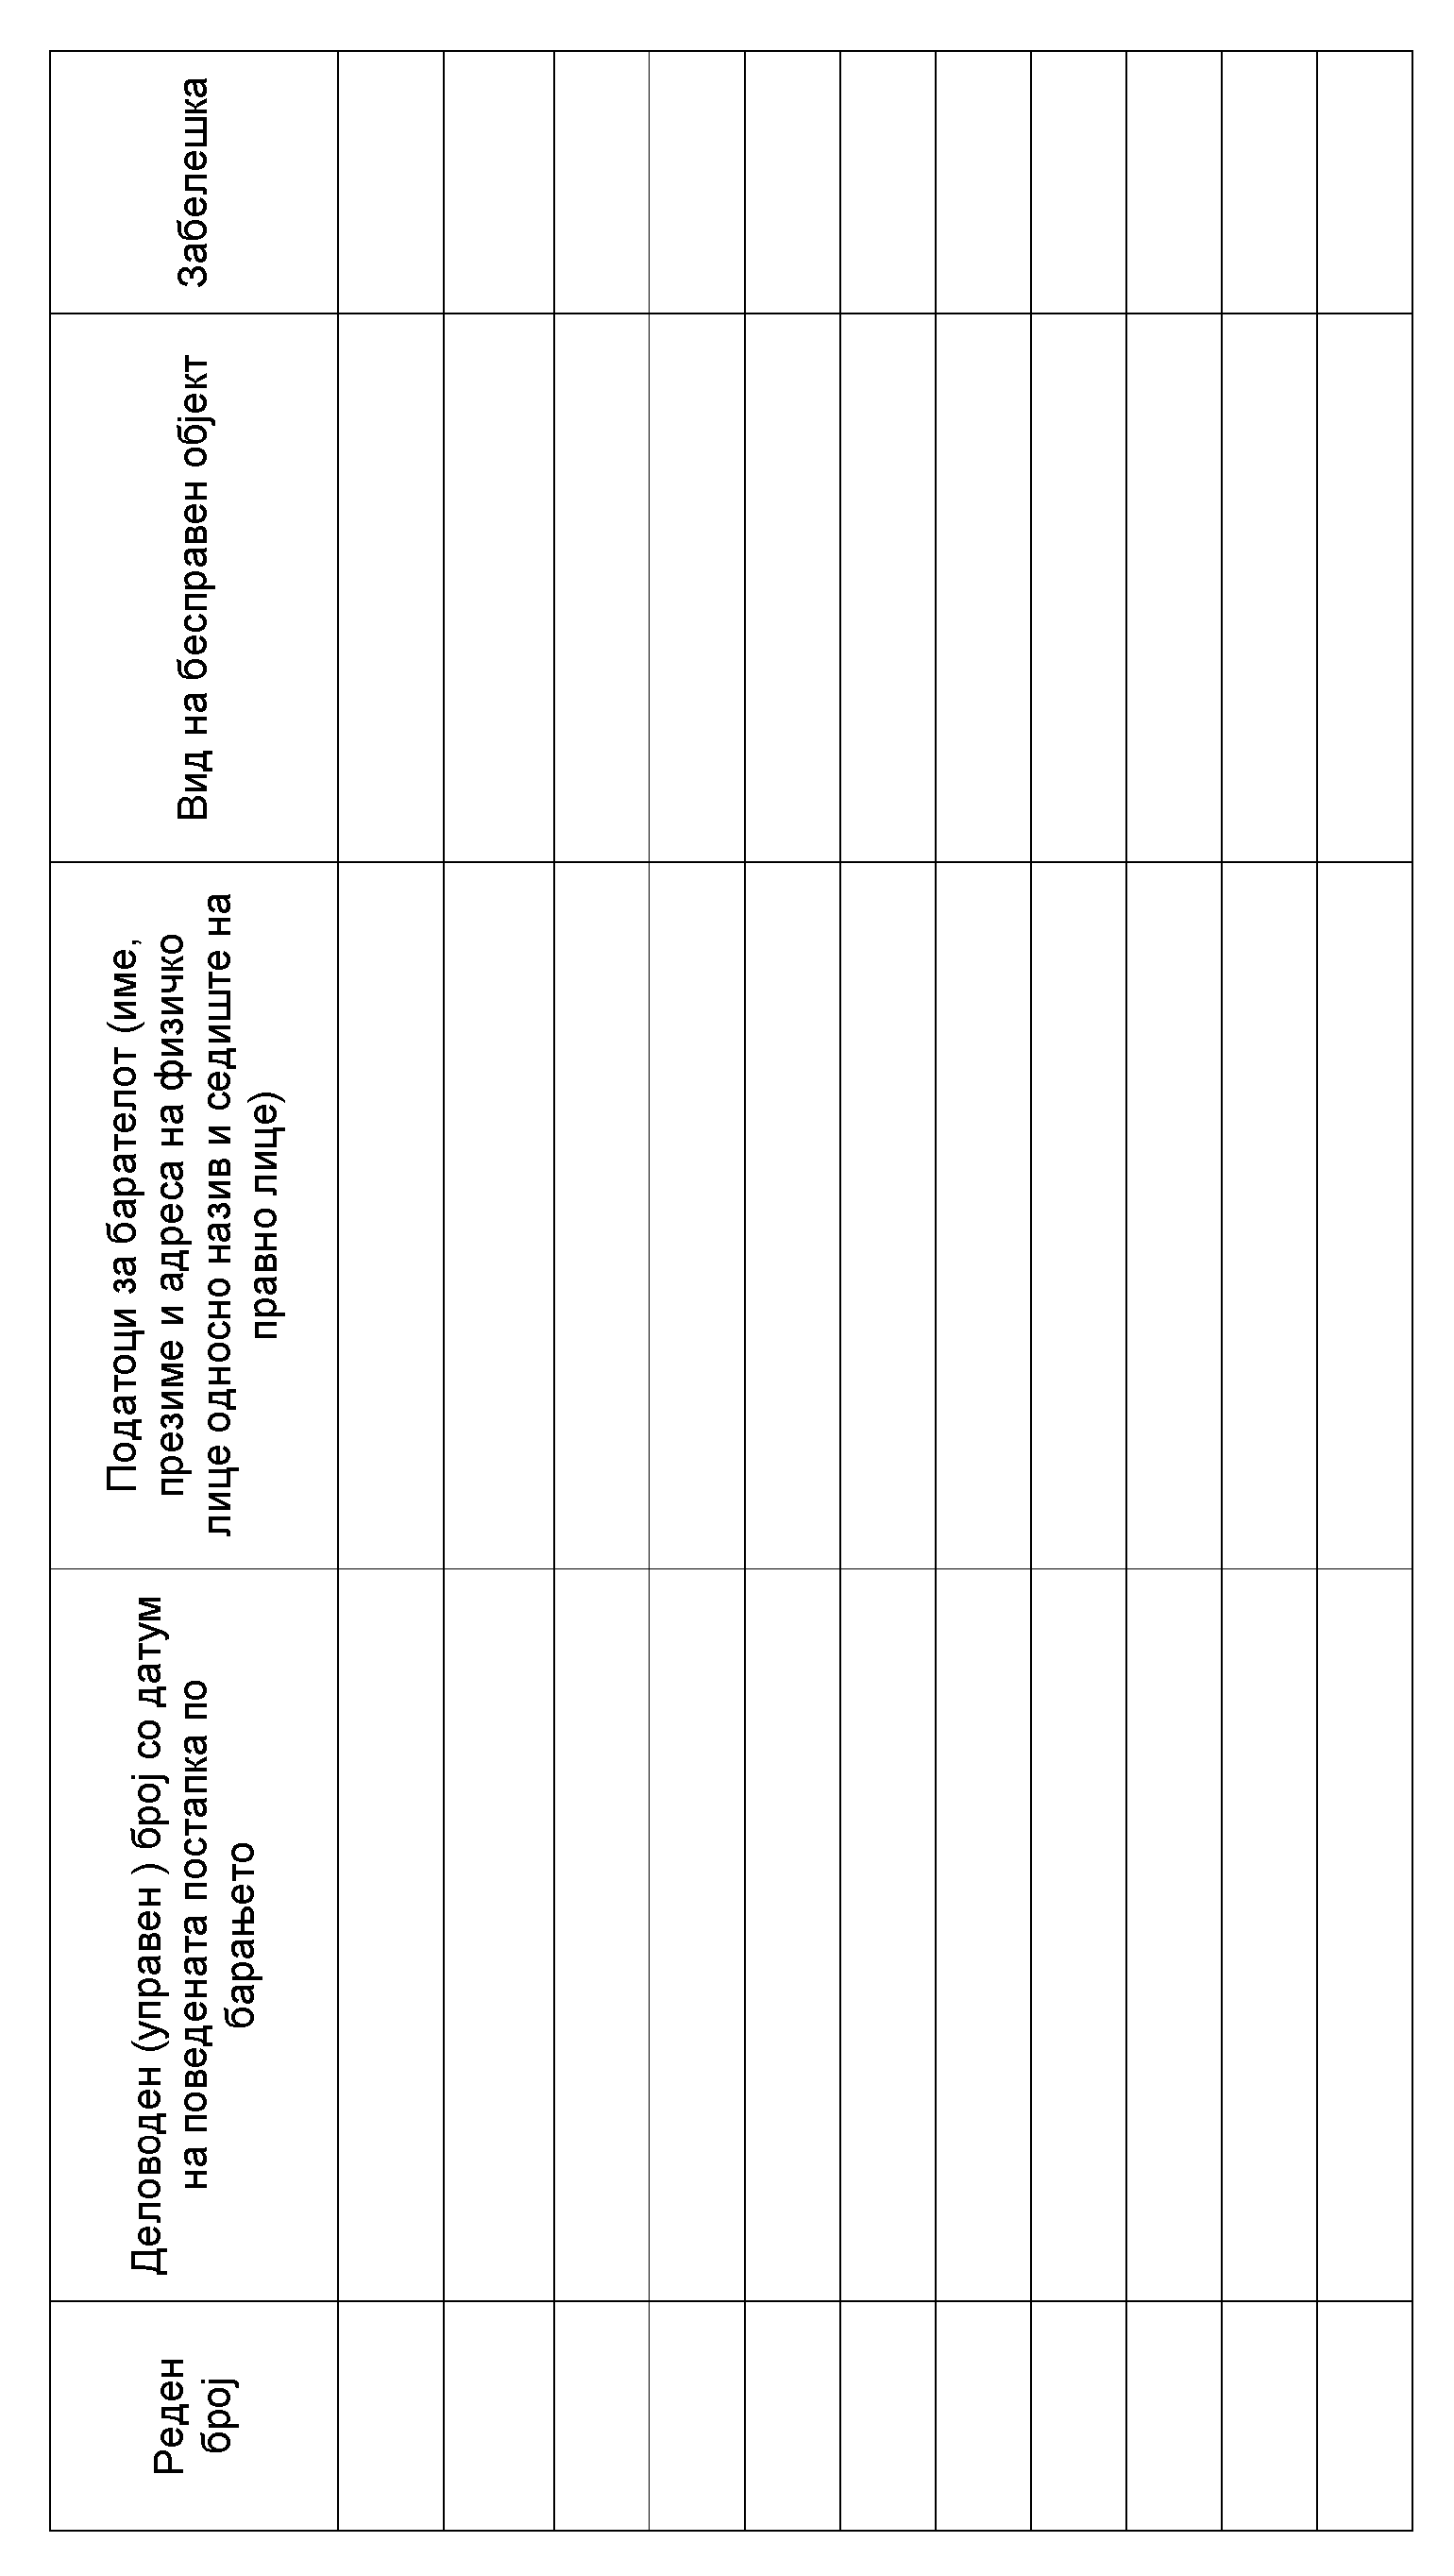 Реден
број
Деловоден (управен ) број со датум
на поведената постапка по
барањето
Податоци за барателот (име,
презиме и адреса на физичко
лице односно назив и седиште на
правно лице)
Вид на бесправен објект
Забелешка